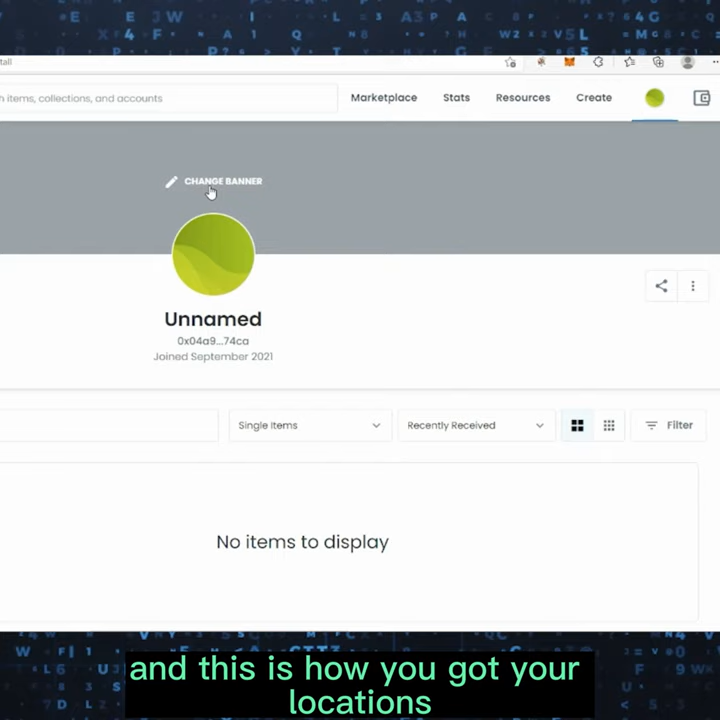 tall
h items, collections, and accounts
Marketplace
Stats
Resources
Create
CHANGE BANNER
Unnamed
0x04a9...74ca
Joined September 2021
Single Items
Recently Received
Filter
No items to display
and this is how you got your
locations